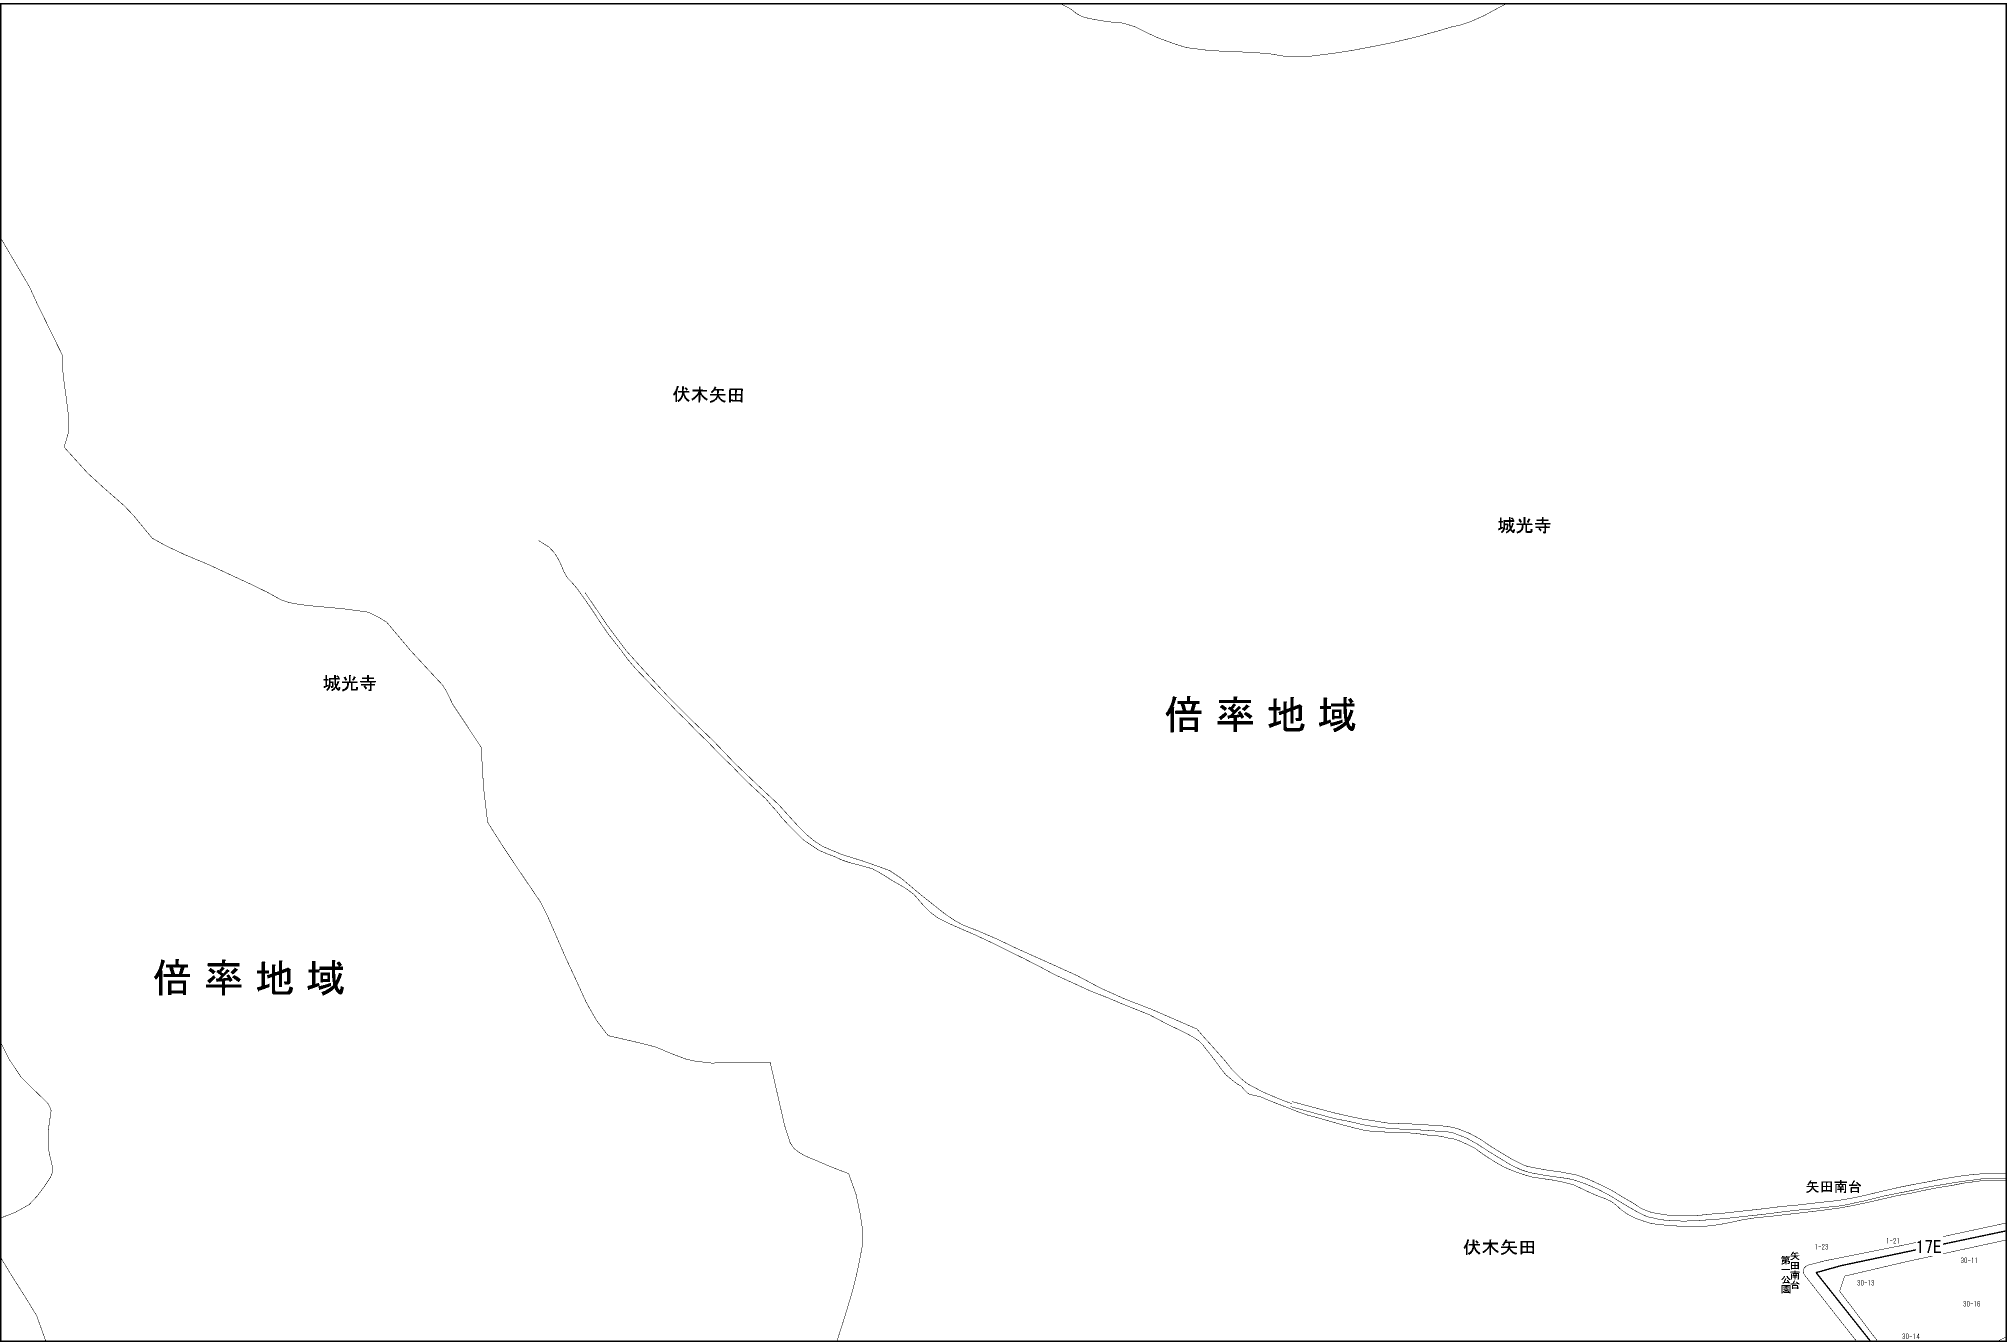 伏木矢田
城光寺
城光寺
倍率地域
倍率地域
矢田南台
伏木矢田
1-23
1-21
17E
矢田南台
第一公園
30-11
30-13
30-16
30-14